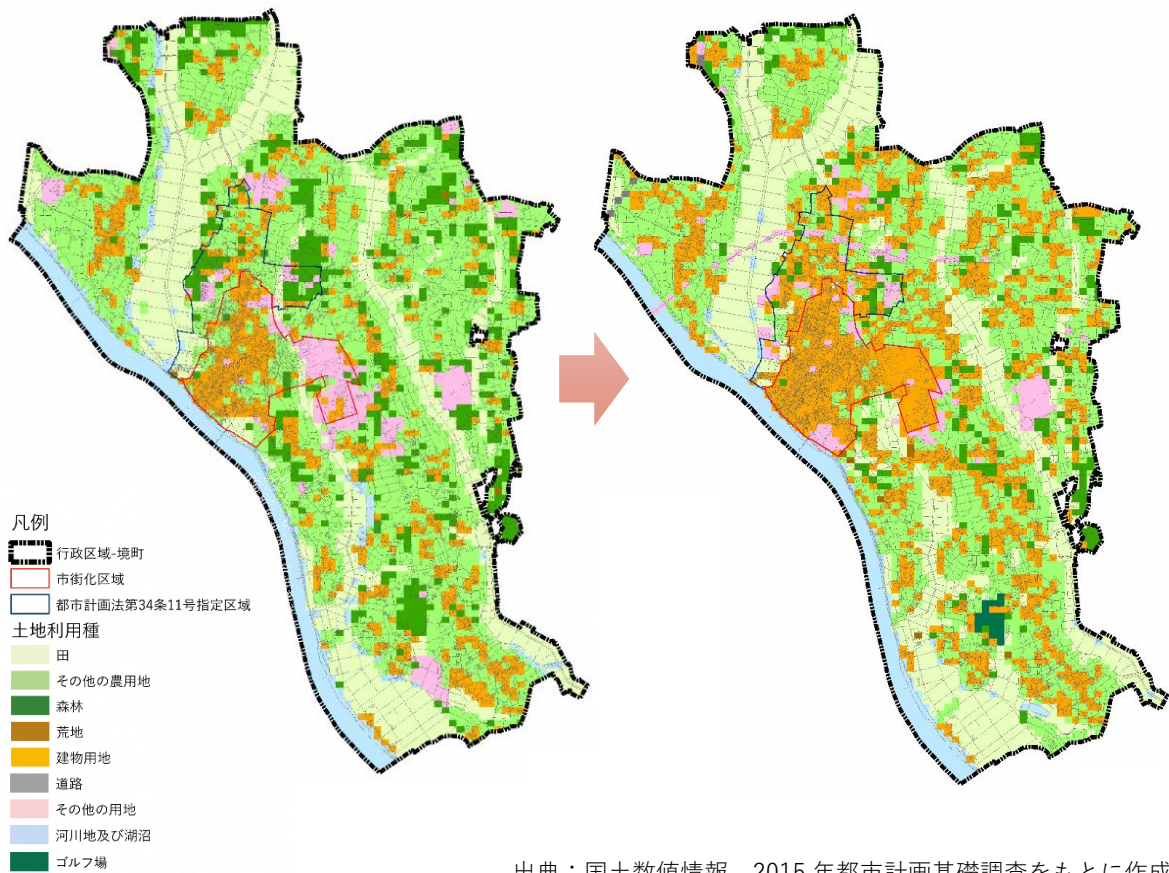 凡例
行政区域-境町
市街化区域
都市計画法第34条11号指定区域
土地利用種
田
その他の農用地
森林
荒地
建物用地
道路
その他の用地
河川地及び湖沼
ゴルフ場
出典：国土数値情報、2015年都市計画基礎調査をもとに作成